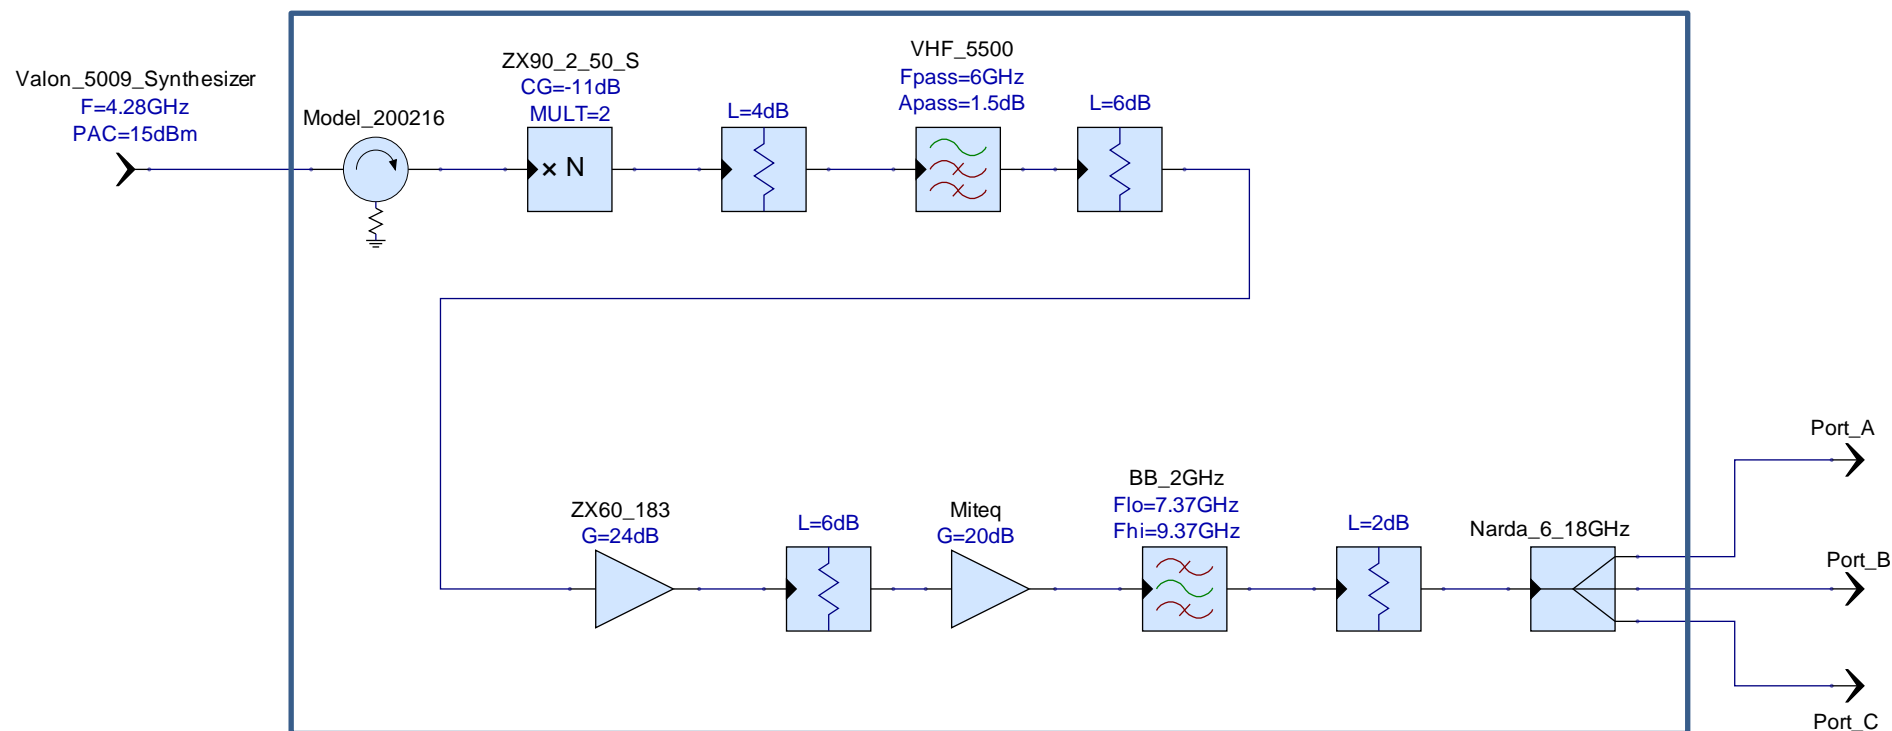 Valon_5009_Synthesizer
F=4.28GHz
PAC=15dBm
Model_200216
ZX90_2_50_S
CG=-11dB
MULT=2
× N
L=4dB
VHF_5500
Fpass=6GHz
Apass=1.5dB
L=6dB
ZX60_183
G=24dB
L=6dB
Miteq
G=20dB
BB_2GHz
Flo=7.37GHz
Fhi=9.37GHz
L=2dB
Narda_6_18GHz
Port_A
Port_B
Port_C